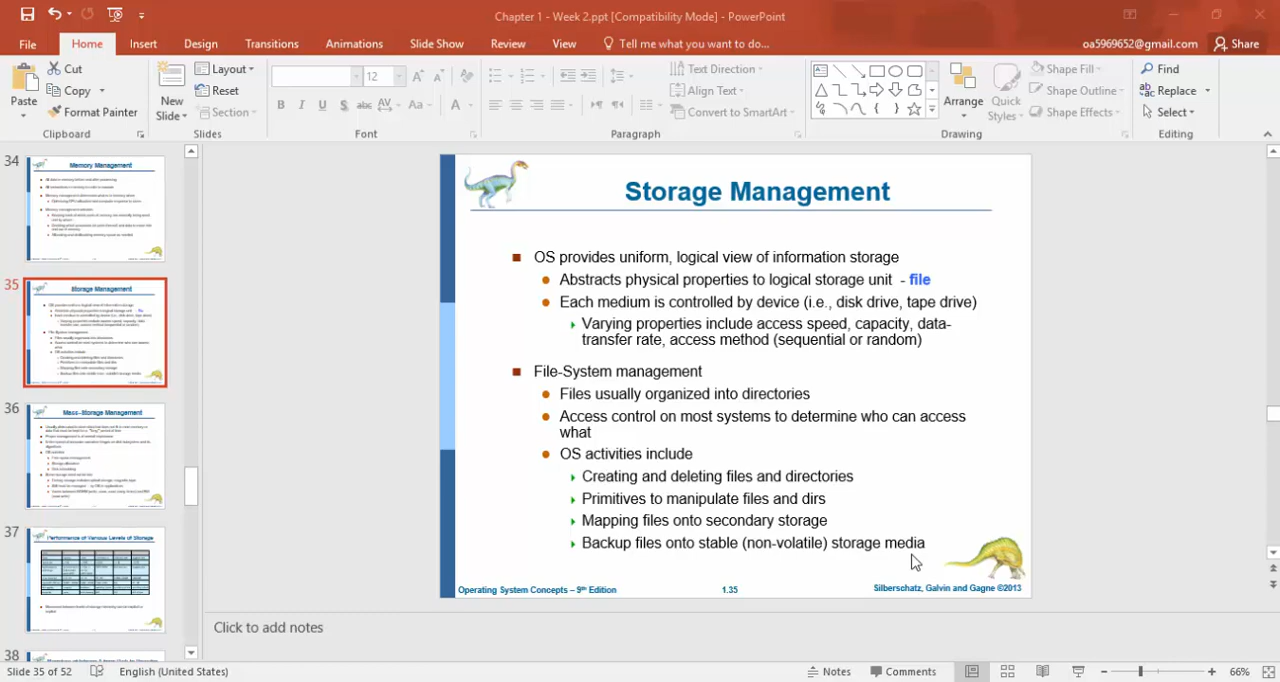 Chapter 1 - Week 2.ppt [Compatibility Mode] - PowerPoint
File Home Insert Design Transitions Animations Slide Show Review View Tell me what you want to do... oa5969652@gmail.com Share
Paste
Cut
Copy
Format Painter
Clipboard
New Slide
Layout
Reset
Section
Slides
12
B I U S abc AV Aa A
Font
Text Direction
Align Text
Convert to SmartArt
Paragraph
Arrange
Quick Styles
Shape Fill
Shape Outline
Shape Effects
Drawing
Find
Replace
Select
Editing
34
Memory Management
35
Storage Management
36
Mass-Storage Management
37
Performance of Various Levels of Storage
38
Storage Management
OS provides uniform, logical view of information storage
Abstracts physical properties to logical storage unit - file
Each medium is controlled by device (i.e., disk drive, tape drive)
Varying properties include access speed, capacity, data-
transfer rate, access method (sequential or random)
File-System management
Files usually organized into directories
Access control on most systems to determine who can access
what
OS activities include
Creating and deleting files and directories
Primitives to manipulate files and dirs
Mapping files onto secondary storage
Backup files onto stable (non-volatile) storage media
Operating System Concepts – 9th Edition 1.35 Silberschatz, Galvin and Gagne ©2013
Click to add notes
Slide 35 of 52 English (United States) Notes Comments 66%